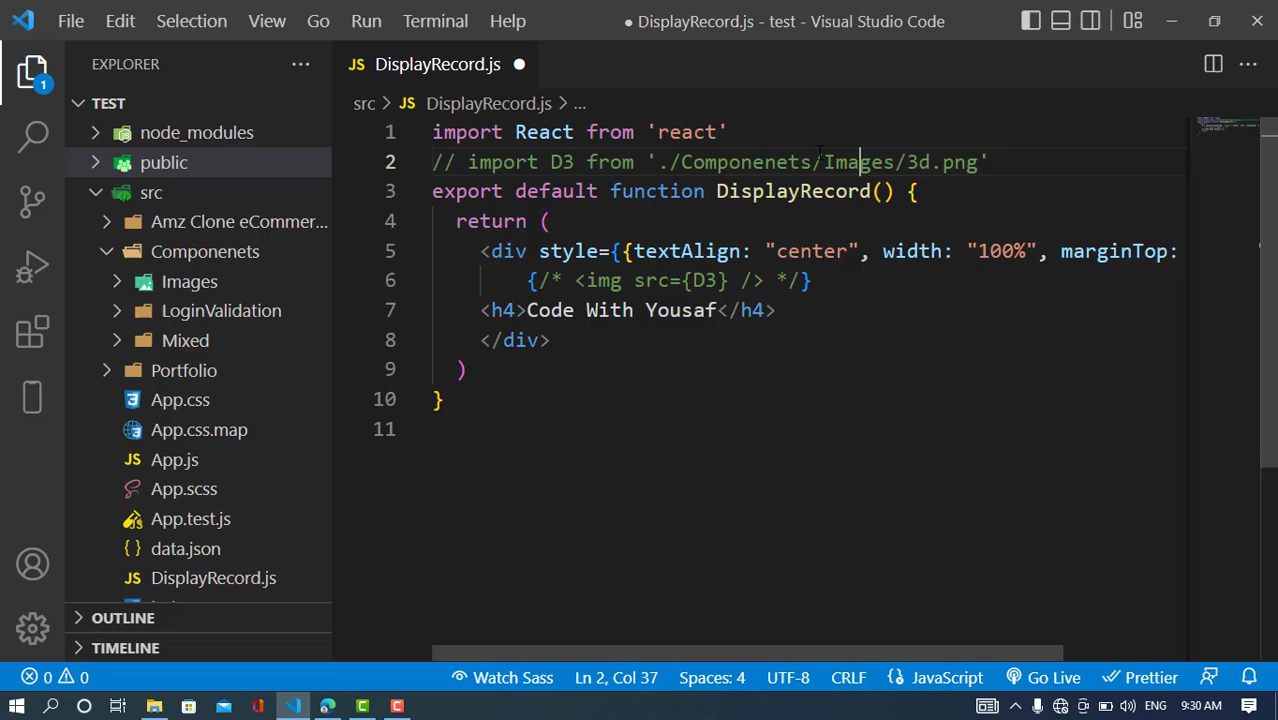 File Edit Selection View Go Run Terminal Help ● DisplayRecord.js - test - Visual Studio Code
EXPLORER
TEST
node_modules
public
src
Amz Clone eCommer...
Componenets
Images
LoginValidation
Mixed
Portfolio
App.css
App.css.map
JS App.js
App.scss
App.test.js
{ } data.json
JS DisplayRecord.js
OUTLINE
TIMELINE
1
JS DisplayRecord.js
src > JS DisplayRecord.js > ...
1 import React from 'react'
2 // import D3 from './Componenets/Images/3d.png'
3 export default function DisplayRecord() {
4 return (
5 <div style={{textAlign: "center", width: "100%", marginTop:
6 {/* <img src={D3} /> */}
7 <h4>Code With Yousaf</h4>
8 </div>
9 )
10 }
11
0 0 Watch Sass Ln 2, Col 37 Spaces: 4 UTF-8 CRLF { } JavaScript Go Live Prettier
ENG 9:30 AM